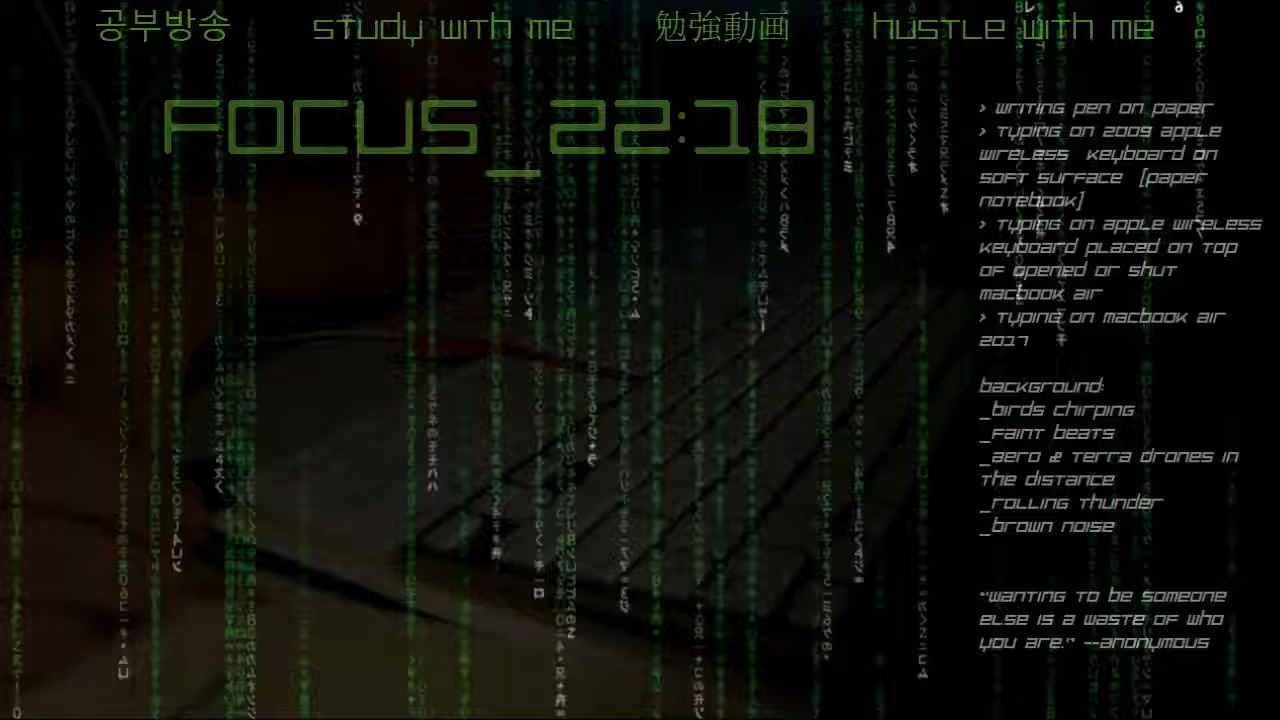 공부방송 study with me 勉強動画 hustle with me
FOCUS_22:18
> writing pen on paper
> typing on 2009 apple
wireless keyboard on
soft surface [paper
notebook]
> typing on apple wireless
keyboard placed on top
of opened or shut
macbook air
> typing on macbook air
2017
background:
_birds chirping
_faint beats
_aero & terra drones in
the distance
_rolling thunder
_brown noise
"wanting to be someone
else is a waste of who
you are." --anonymous